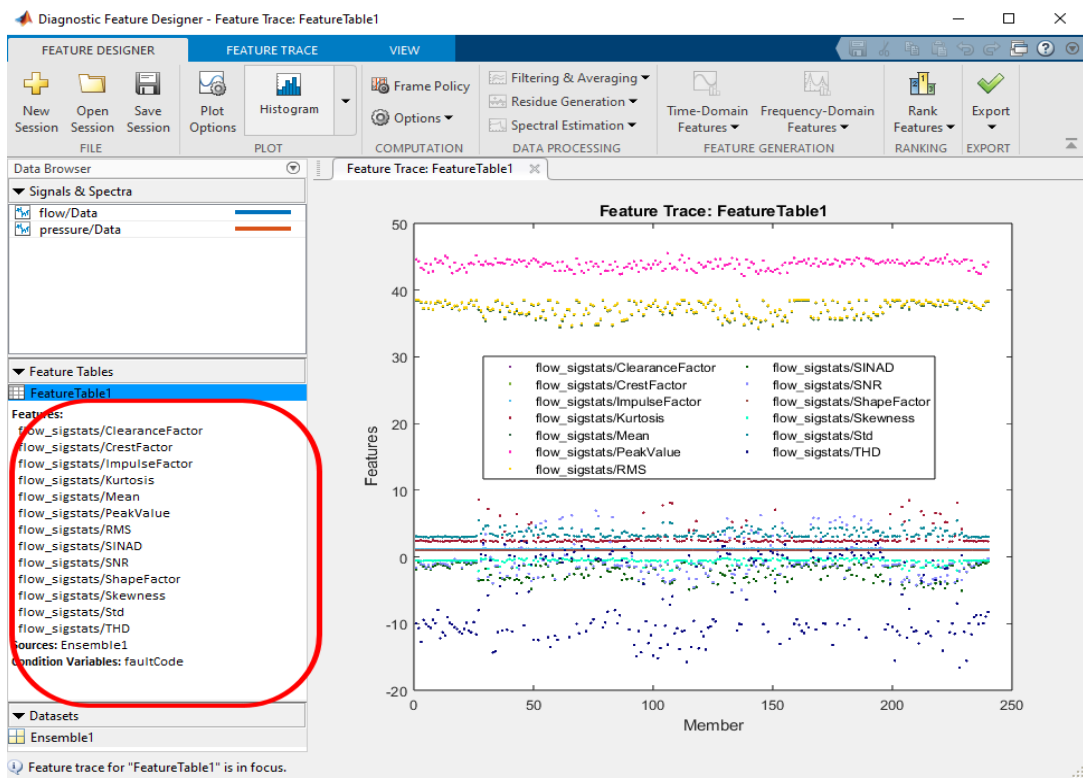 Diagnostic Feature Designer - Feature Trace: FeatureTable1
FEATURE DESIGNER FEATURE TRACE VIEW
New Session
Open Session
Save Session
FILE
Plot Options
Histogram
PLOT
Frame Policy
Options
COMPUTATION
Filtering & Averaging
Residue Generation
Spectral Estimation
DATA PROCESSING
Time-Domain Features
Frequency-Domain Features
FEATURE GENERATION
Rank Features
RANKING
Export
EXPORT
Data Browser
Signals & Spectra
flow/Data
pressure/Data
Feature Tables
FeatureTable1
Features:
flow_sigstats/ClearanceFactor
flow_sigstats/CrestFactor
flow_sigstats/ImpulseFactor
flow_sigstats/Kurtosis
flow_sigstats/Mean
flow_sigstats/PeakValue
flow_sigstats/RMS
flow_sigstats/SINAD
flow_sigstats/SNR
flow_sigstats/ShapeFactor
flow_sigstats/Skewness
flow_sigstats/Std
flow_sigstats/THD
Sources: Ensemble1
Condition Variables: faultCode
Datasets
Ensemble1
Feature trace for "FeatureTable1" is in focus.
Feature Trace: FeatureTable1
Feature Trace: FeatureTable1
50
40
30
20
10
0
-10
-20
Features
flow_sigstats/ClearanceFactor
flow_sigstats/CrestFactor
flow_sigstats/ImpulseFactor
flow_sigstats/Kurtosis
flow_sigstats/Mean
flow_sigstats/PeakValue
flow_sigstats/RMS
flow_sigstats/SINAD
flow_sigstats/SNR
flow_sigstats/ShapeFactor
flow_sigstats/Skewness
flow_sigstats/Std
flow_sigstats/THD
0 50 100 150 200 250
Member